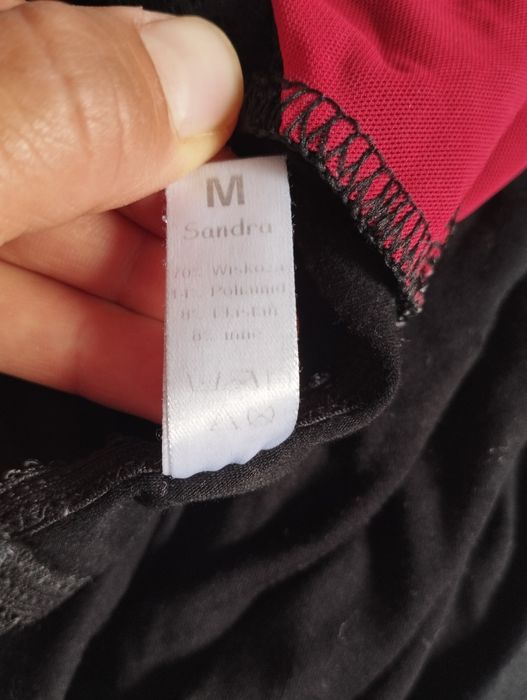 M
Sandra
70% Wiskoza
14% Poliamid
8% Elastan
8% inne